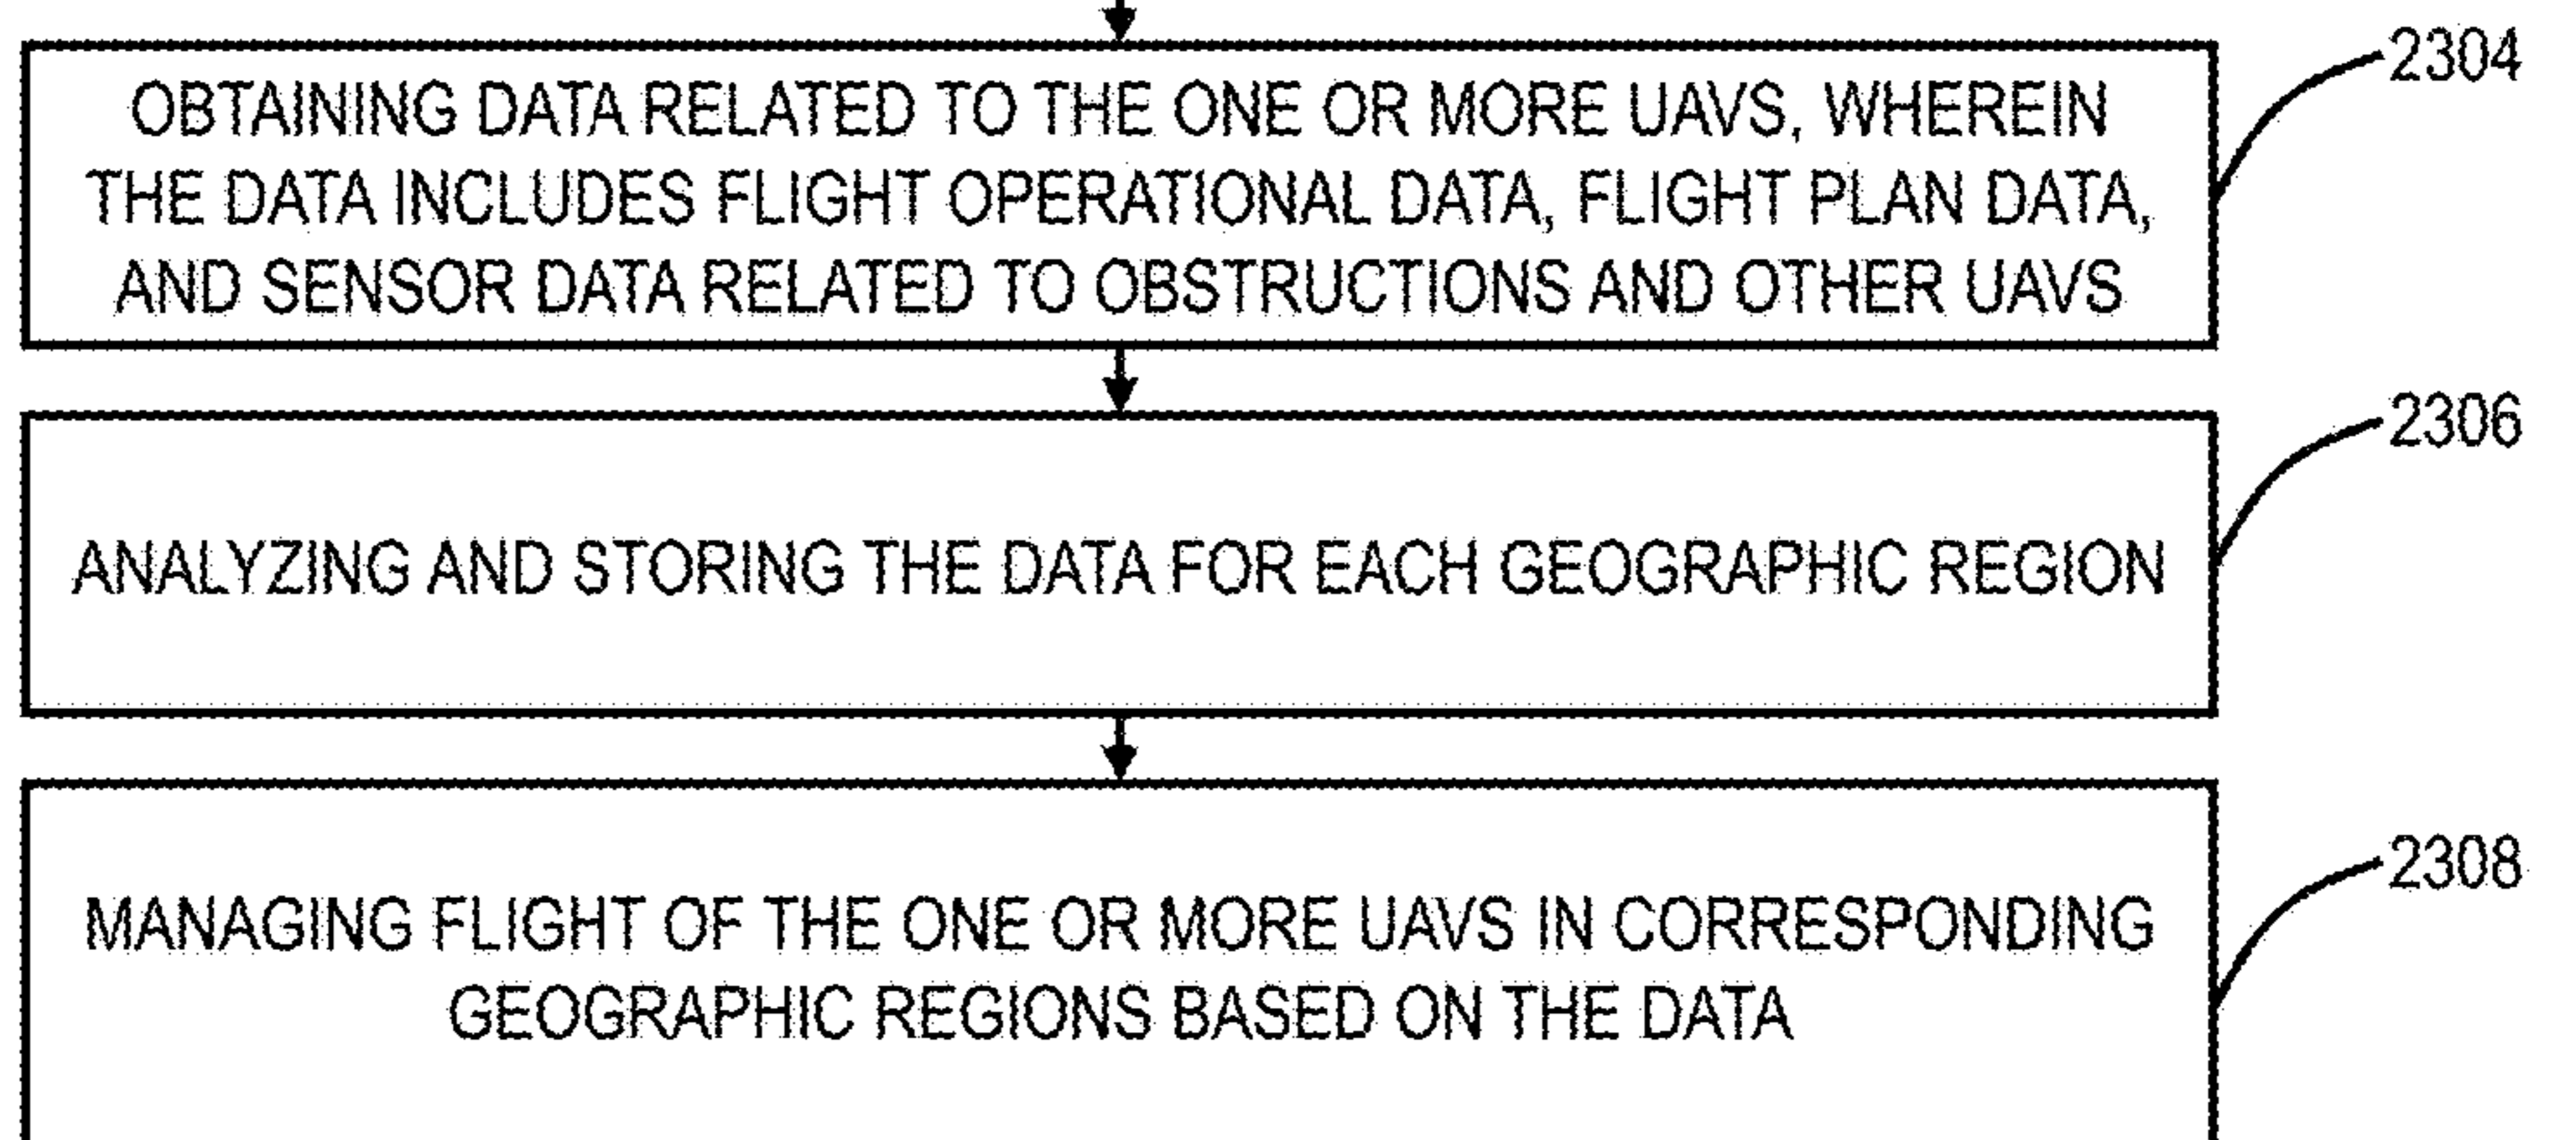 2304
OBTAINING DATA RELATED TO THE ONE OR MORE UAVS, WHEREIN
THE DATA INCLUDES FLIGHT OPERATIONAL DATA, FLIGHT PLAN DATA,
AND SENSOR DATA RELATED TO OBSTRUCTIONS AND OTHER UAVS
2306
ANALYZING AND STORING THE DATA FOR EACH GEOGRAPHIC REGION
2308
MANAGING FLIGHT OF THE ONE OR MORE UAVS IN CORRESPONDING
GEOGRAPHIC REGIONS BASED ON THE DATA